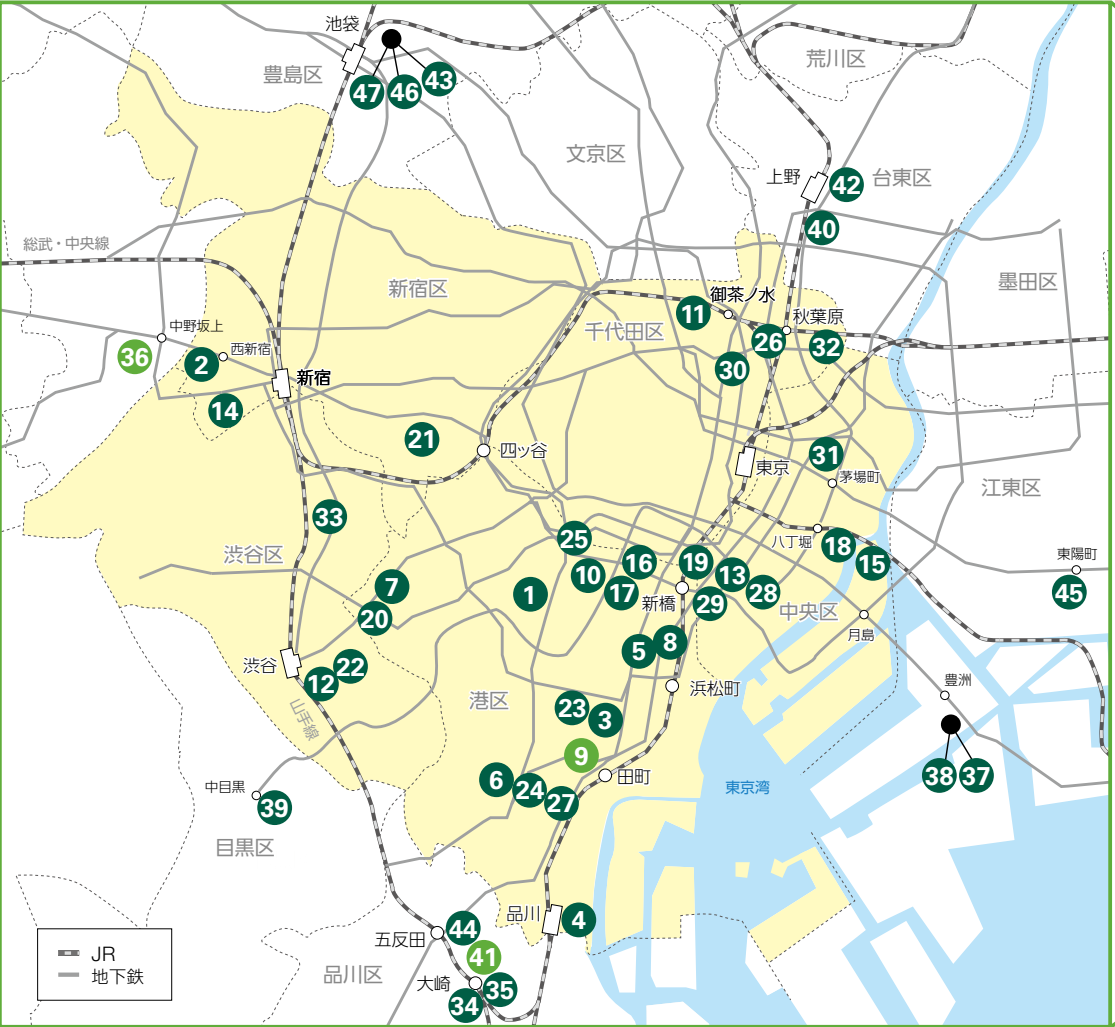 池袋
豊島区
47
46
43
荒川区
文京区
上野
42
台東区
40
総武・中央線
新宿区
墨田区
御茶ノ水
11
千代田区
秋葉原
26
32
中野坂上
36
2
西新宿
30
新宿
14
21
四ッ谷
東京
31
茅場町
江東区
33
渋谷区
八丁堀
18
15
東陽町
45
25
10
16
17
19
13
28
新橋
29
中央区
月島
7
20
1
5
8
渋谷
22
12
山手線
港区
浜松町
豊洲
23
3
9
田町
38
37
6
24
27
東京湾
中目黒
39
目黒区
品川
4
五反田
44
41
品川区
大崎
35
34
JR
地下鉄